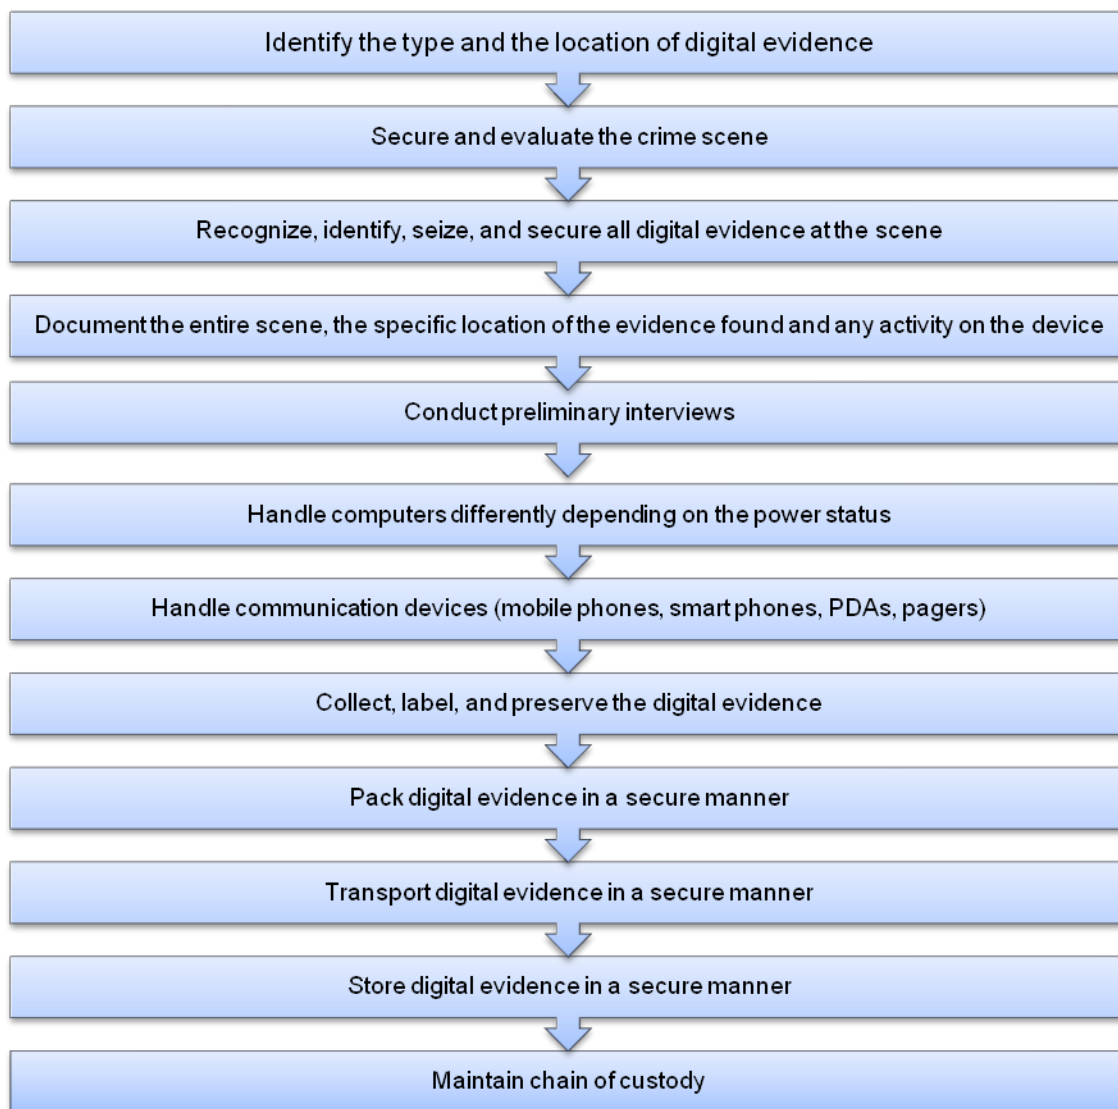 Identify the type and the location of digital evidence
Secure and evaluate the crime scene
Recognize, identify, seize, and secure all digital evidence at the scene
Document the entire scene, the specific location of the evidence found and any activity on the device
Conduct preliminary interviews
Handle computers differently depending on the power status
Handle communication devices (mobile phones, smart phones, PDAs, pagers)
Collect, label, and preserve the digital evidence
Pack digital evidence in a secure manner
Transport digital evidence in a secure manner
Store digital evidence in a secure manner
Maintain chain of custody